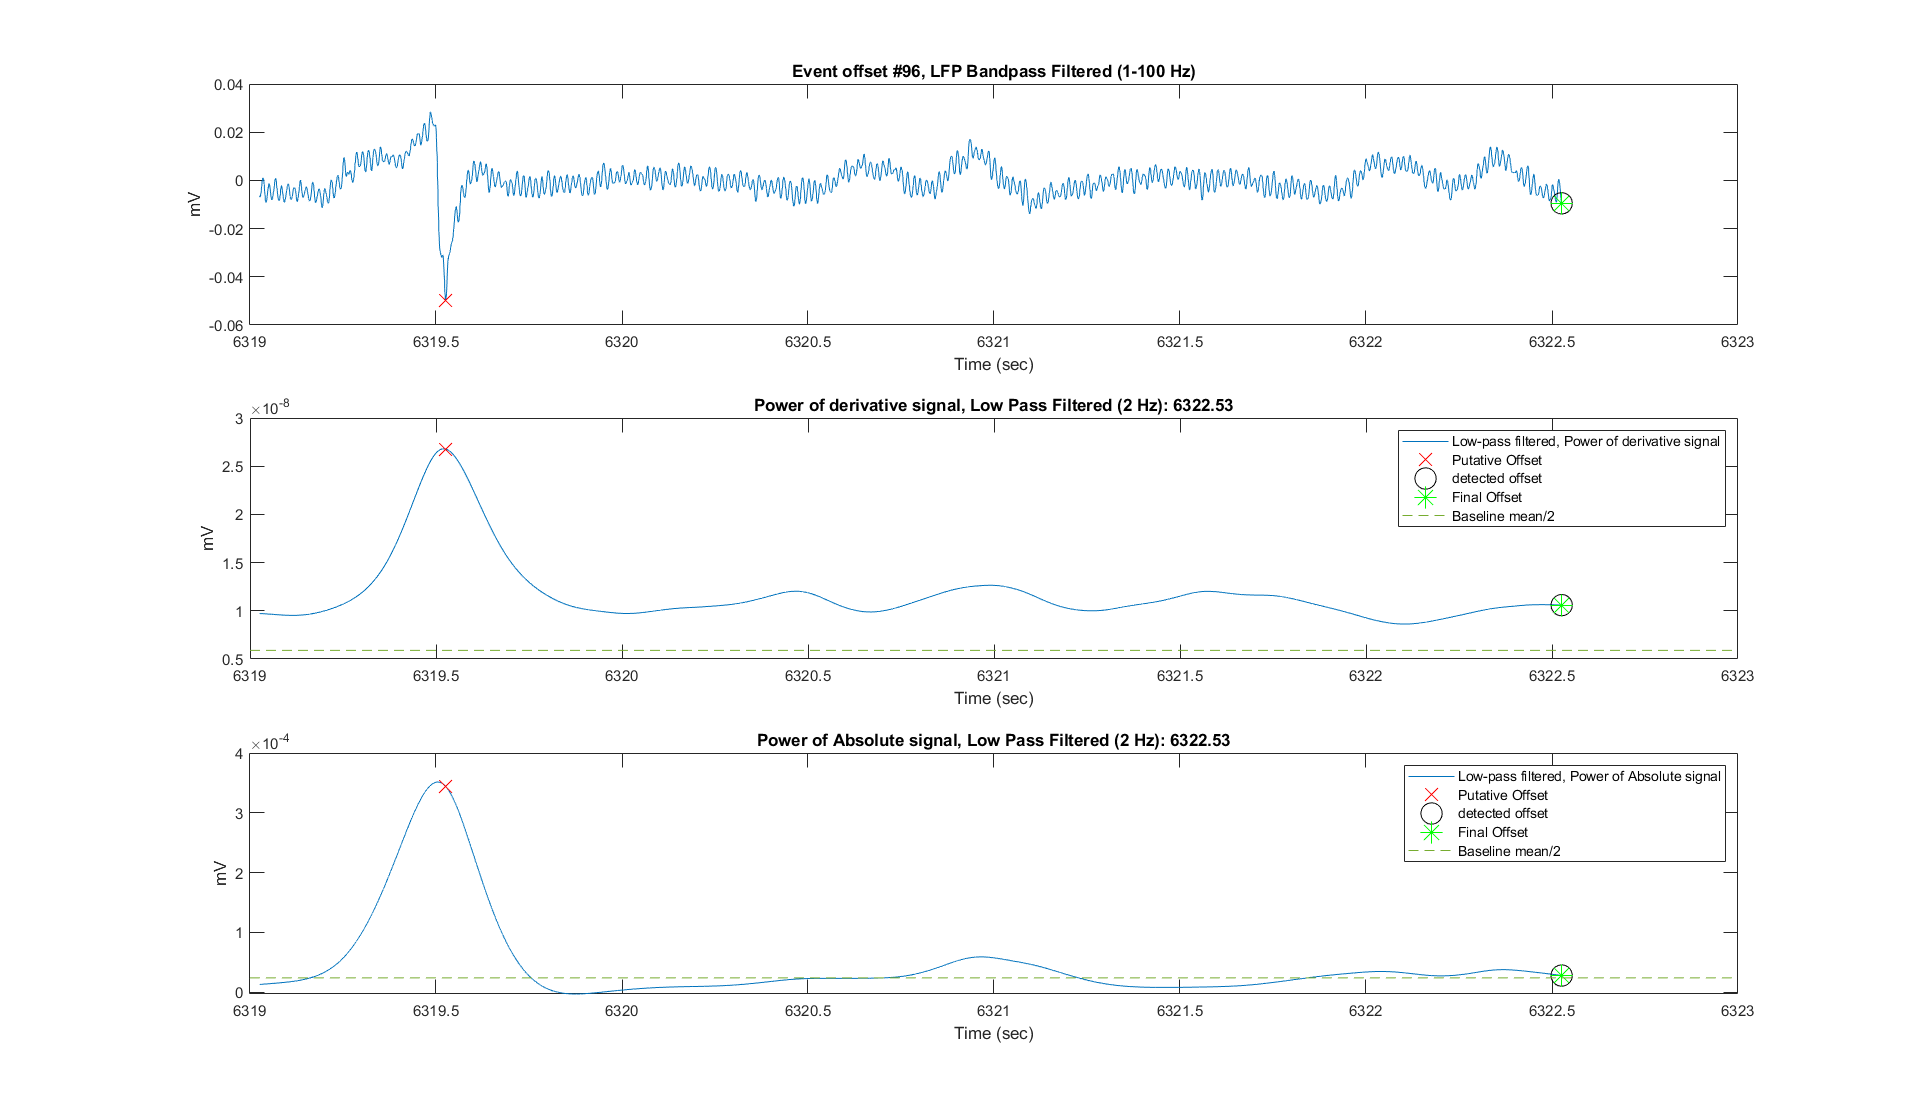 Event offset #96, LFP Bandpass Filtered (1-100 Hz)
0.04
0.02
0
-0.02
-0.04
-0.06
mV
6319 6319.5 6320 6320.5 6321 6321.5 6322 6322.5 6323
Time (sec)
Power of derivative signal, Low Pass Filtered (2 Hz): 6322.53
×10-8
3
2.5
2
1.5
1
0.5
mV
Low-pass filtered, Power of derivative signal
Putative Offset
detected offset
Final Offset
Baseline mean/2
6319 6319.5 6320 6320.5 6321 6321.5 6322 6322.5 6323
Time (sec)
Power of Absolute signal, Low Pass Filtered (2 Hz): 6322.53
×10-4
4
3
2
1
0
mV
Low-pass filtered, Power of Absolute signal
Putative Offset
detected offset
Final Offset
Baseline mean/2
6319 6319.5 6320 6320.5 6321 6321.5 6322 6322.5 6323
Time (sec)